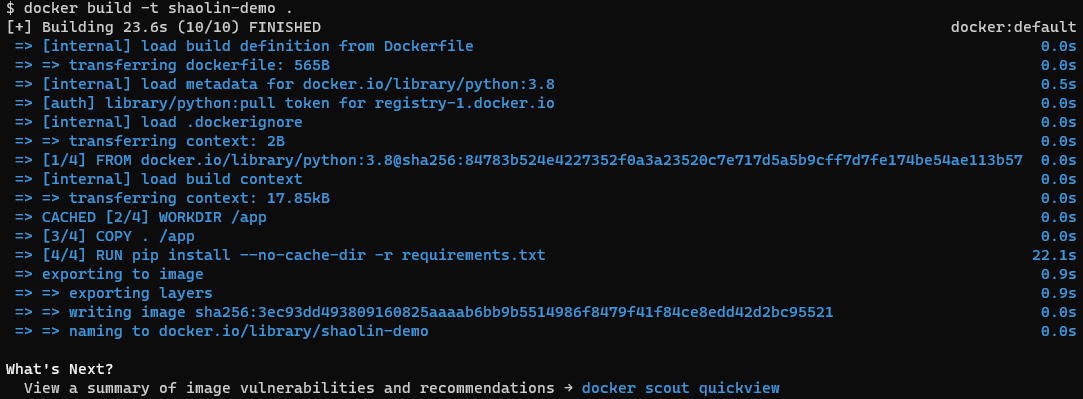 $ docker build -t shaolin-demo .
[+] Building 23.6s (10/10) FINISHED docker:default
=> [internal] load build definition from Dockerfile 0.0s
=> => transferring dockerfile: 565B 0.0s
=> [internal] load metadata for docker.io/library/python:3.8 0.5s
=> [auth] library/python:pull token for registry-1.docker.io 0.0s
=> [internal] load .dockerignore 0.0s
=> => transferring context: 2B 0.0s
=> [1/4] FROM docker.io/library/python:3.8@sha256:84783b524e4227352f0a3a23520c7e717d5a5b9cff7d7fe174be54ae113b57 0.0s
=> [internal] load build context 0.0s
=> => transferring context: 17.85kB 0.0s
=> CACHED [2/4] WORKDIR /app 0.0s
=> [3/4] COPY . /app 0.0s
=> [4/4] RUN pip install --no-cache-dir -r requirements.txt 22.1s
=> exporting to image 0.9s
=> => exporting layers 0.9s
=> => writing image sha256:3ec93dd493809160825aaaab6bb9b5514986f8479f41f84ce8edd42d2bc95521 0.0s
=> => naming to docker.io/library/shaolin-demo 0.0s
What's Next?
View a summary of image vulnerabilities and recommendations → docker scout quickview